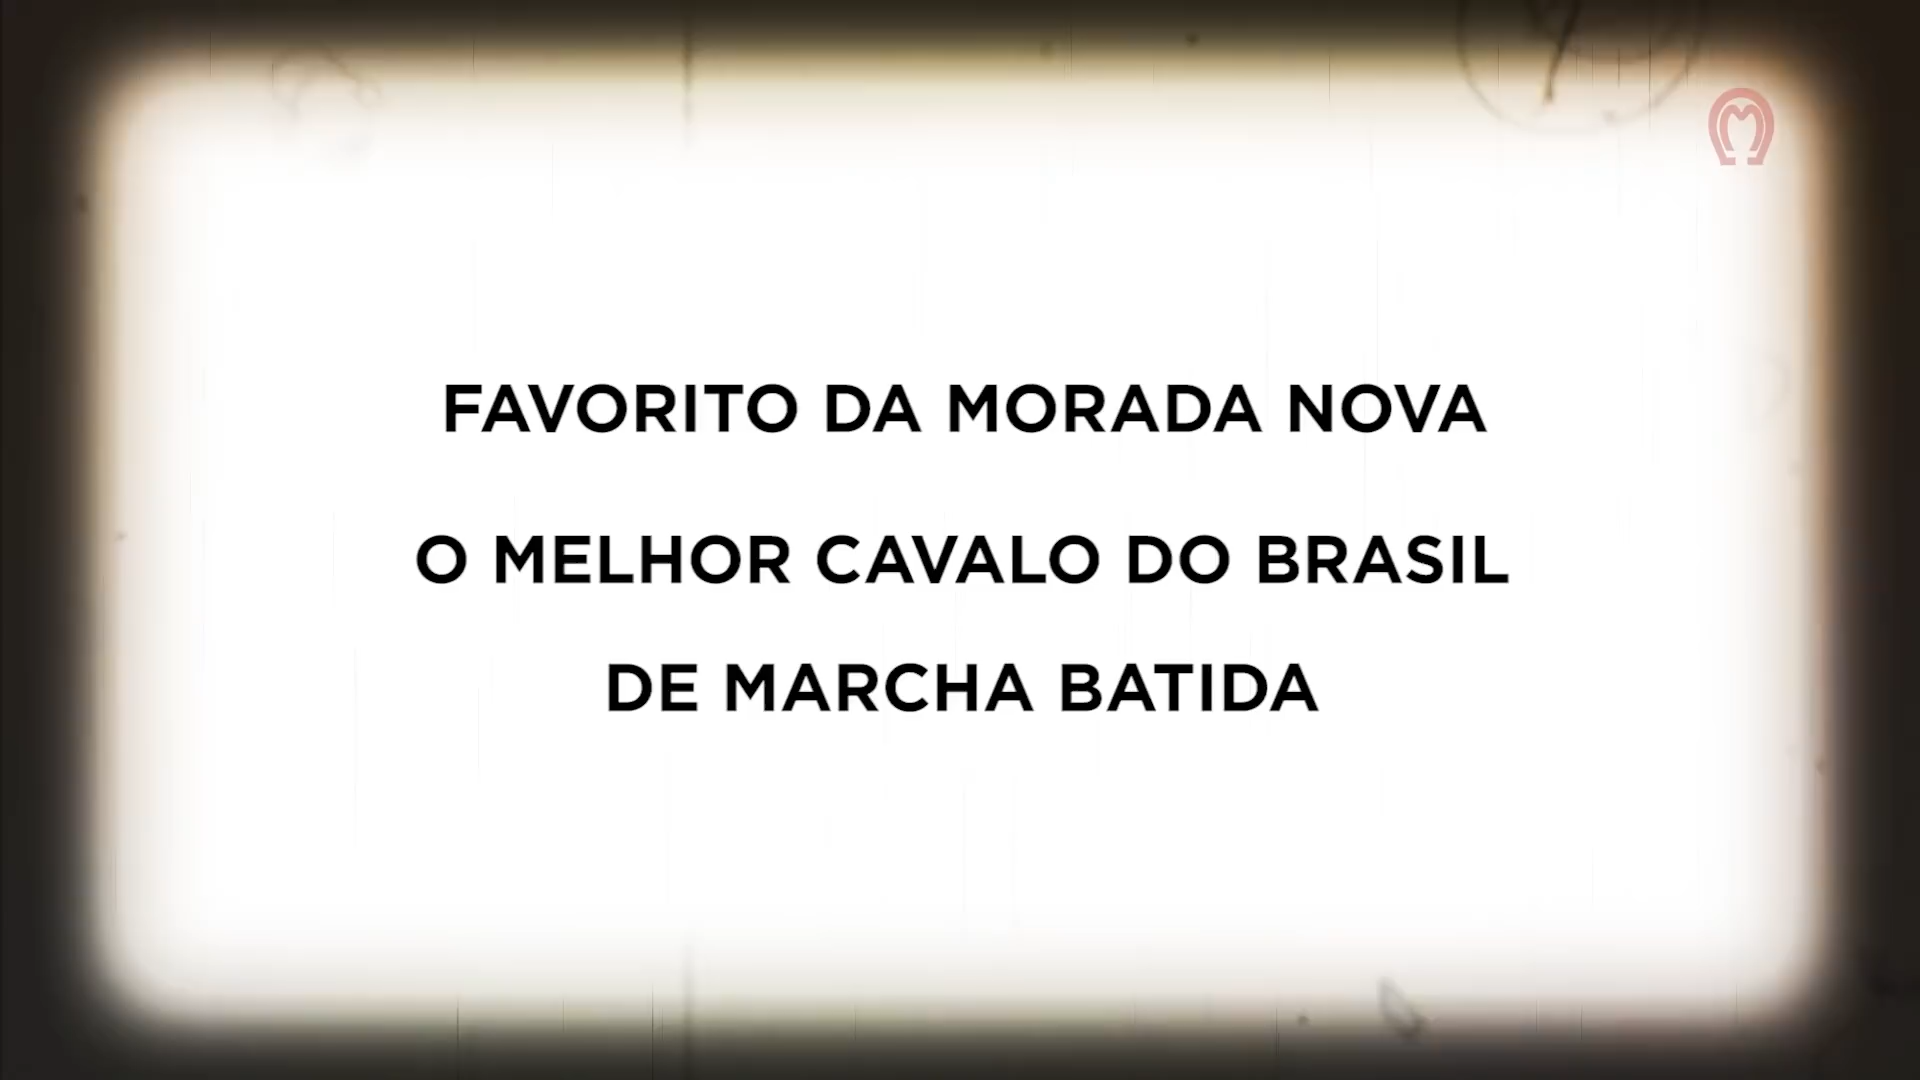 FAVORITO DA MORADA NOVA
O MELHOR CAVALO DO BRASIL
DE MARCHA BATIDA